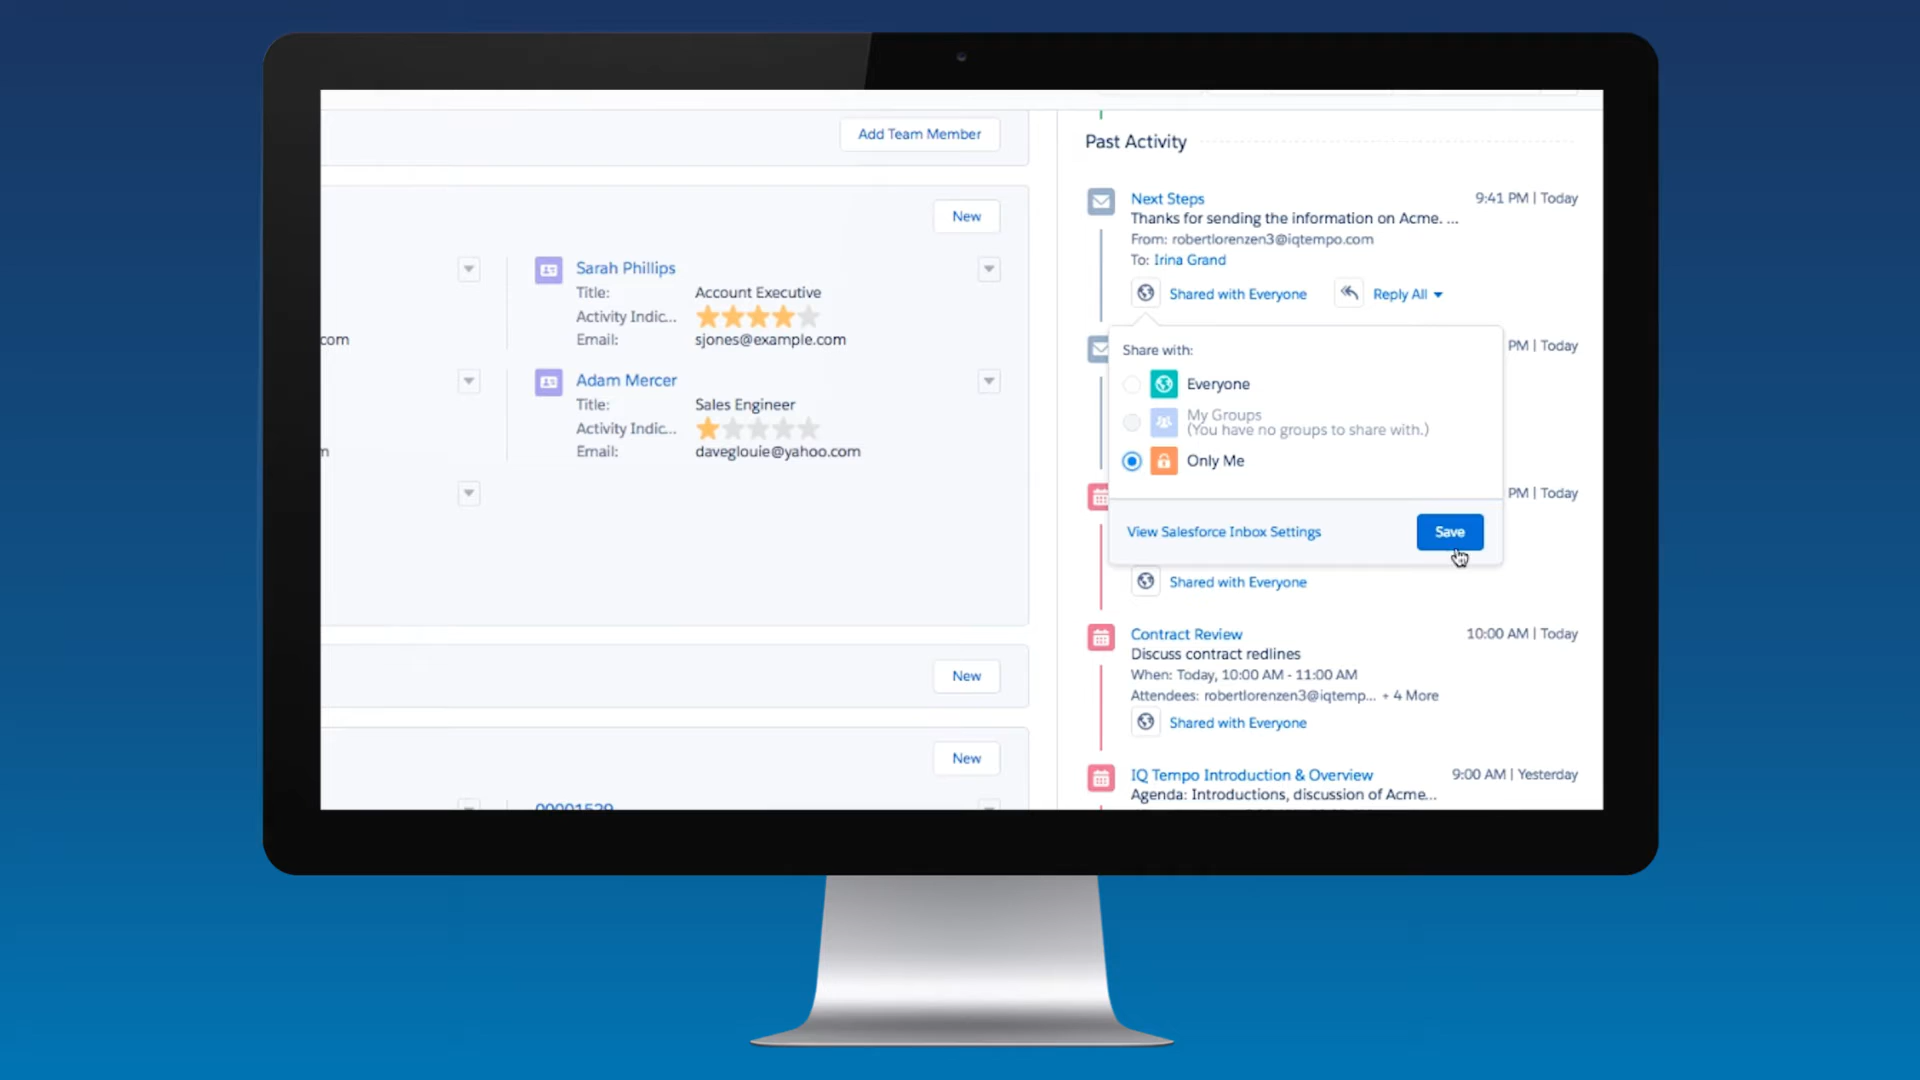 Add Team Member
New
com
Sarah Phillips
Title: Account Executive
Activity Indic...
Email: sjones@example.com
Adam Mercer
Title: Sales Engineer
Activity Indic...
Email: daveglouie@yahoo.com
New
New
00001529
Past Activity
Next Steps 9:41 PM | Today
Thanks for sending the information on Acme. ...
From: robertlorenzen3@iqtempo.com
To: Irina Grand
Shared with Everyone Reply All
PM | Today
Share with:
Everyone
My Groups
(You have no groups to share with.)
Only Me
PM | Today
View Salesforce Inbox Settings Save
Shared with Everyone
Contract Review 10:00 AM | Today
Discuss contract redlines
When: Today, 10:00 AM - 11:00 AM
Attendees: robertlorenzen3@iqtemp... + 4 More
Shared with Everyone
IQ Tempo Introduction & Overview 9:00 AM | Yesterday
Agenda: Introductions, discussion of Acme...